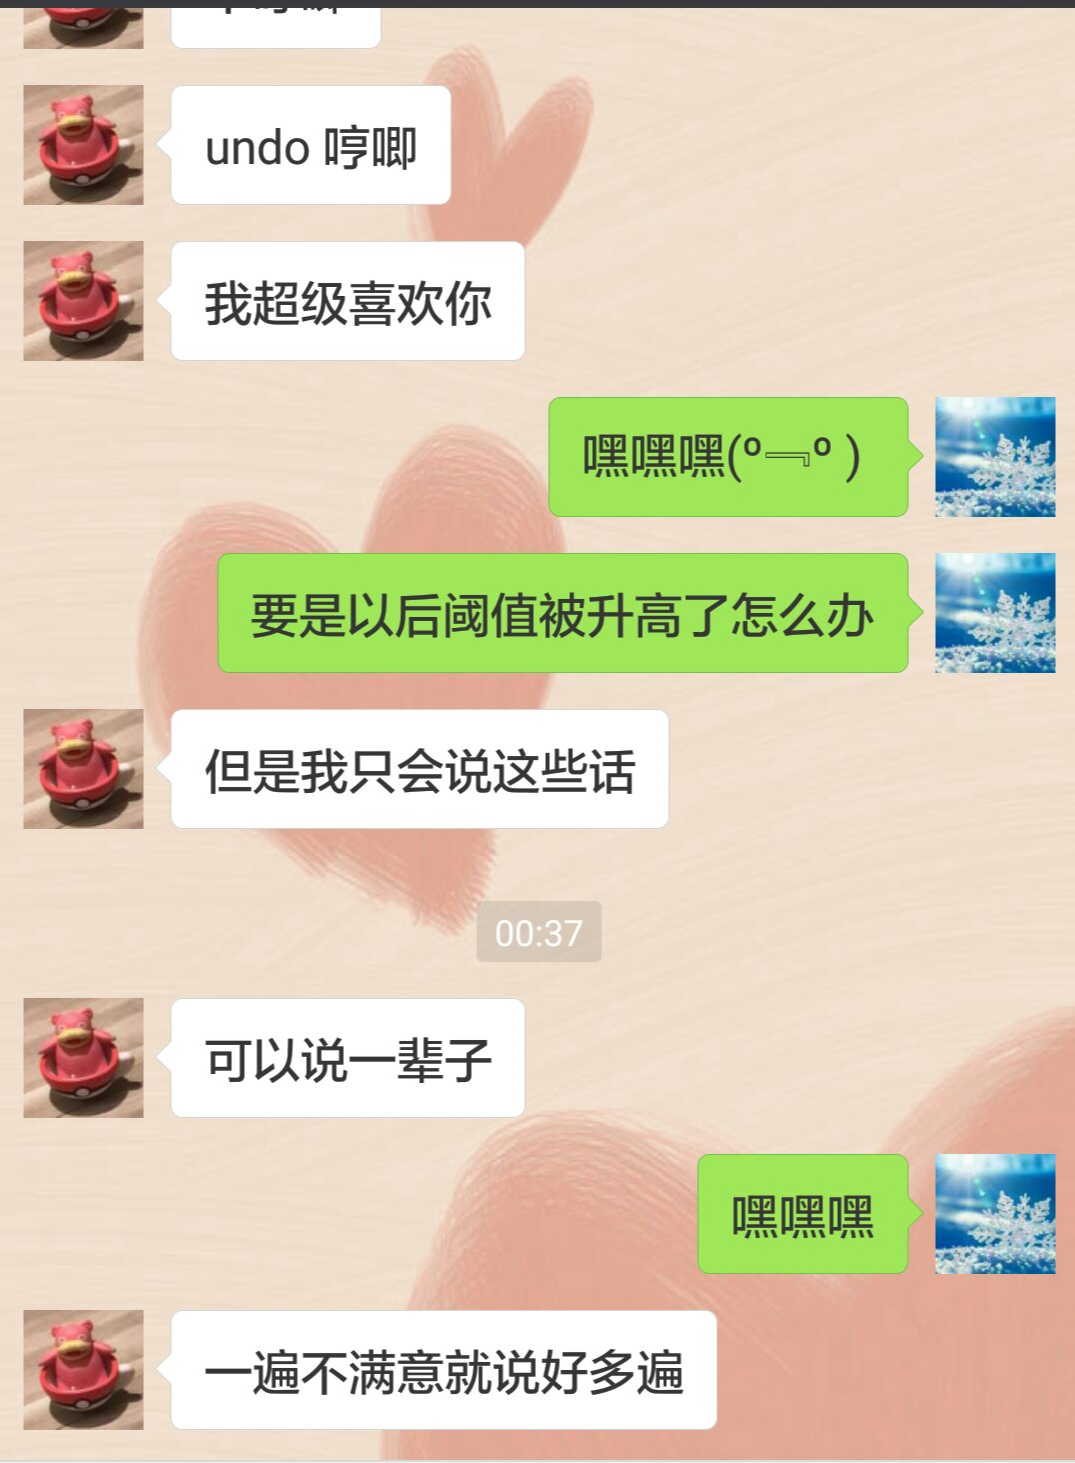 undo 哼唧
我超级喜欢你
嘿嘿嘿(º﹃º )
要是以后阈值被升高了怎么办
但是我只会说这些话
00:37
可以说一辈子
嘿嘿嘿
一遍不满意就说好多遍